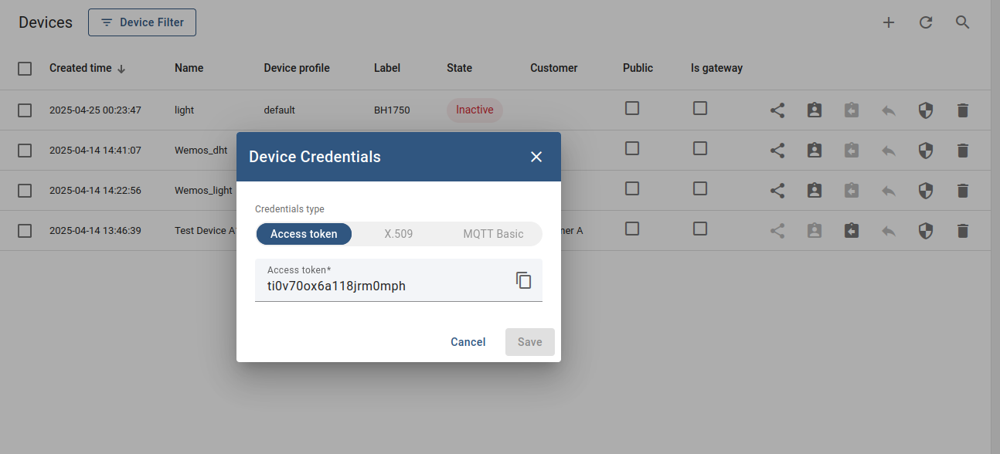 Devices
Device Filter
Created time Name Device profile Label State Customer Public Is gateway
2025-04-25 00:23:47 light default BH1750 Inactive
2025-04-14 14:41:07 Wemos_dht
2025-04-14 14:22:56 Wemos_light
2025-04-14 13:46:39 Test Device A A
Device Credentials
Credentials type
Access token X.509 MQTT Basic
Access token*
ti0v70ox6a118jrm0mph
Cancel Save